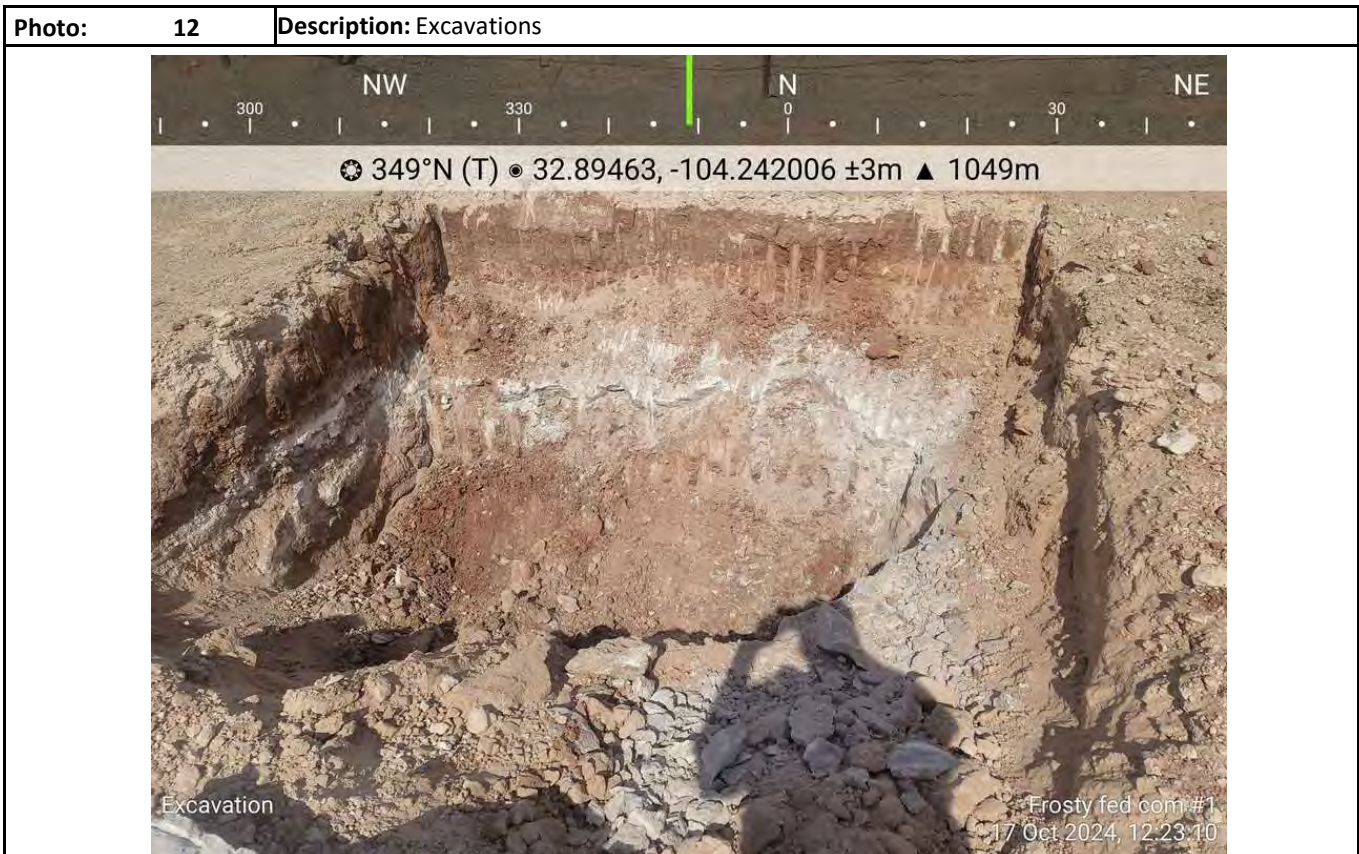 Photo: 12 Description: Excavations
NW N NE
300 330 0 30
349°N (T) 32.89463, -104.242006 ±3m ▲ 1049m
Excavation
Frosty fed com #1
17 Oct 2024, 12:23:10